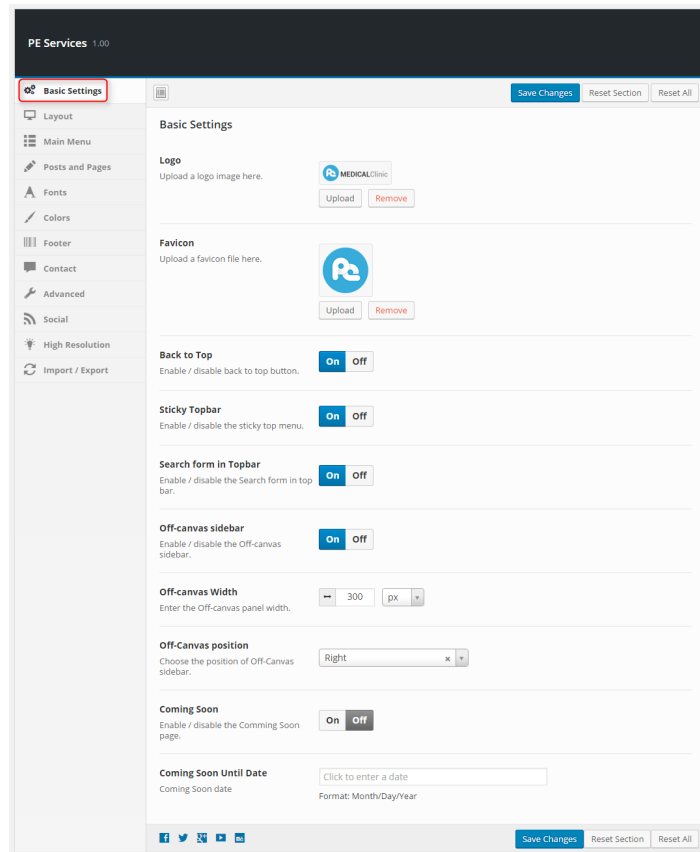 PE Services 1.00
Basic Settings
Layout
Main Menu
Posts and Pages
Fonts
Colors
Footer
Contact
Advanced
Social
High Resolution
Import / Export
Save Changes Reset Section Reset All
Basic Settings
Logo
Upload a logo image here.
Pe MEDICALClinic
Upload Remove
Favicon
Upload a favicon file here.
Pe
Upload Remove
Back to Top
Enable / disable back to top button.
On Off
Sticky Topbar
Enable / disable the sticky top menu.
On Off
Search form in Topbar
Enable / disable the Search form in top
bar.
On Off
Off-canvas sidebar
Enable / disable the Off-canvas
sidebar.
On Off
Off-canvas Width
Enter the Off-canvas panel width.
300 px
Off-Canvas position
Choose the position of Off-Canvas
sidebar.
Right
Coming Soon
Enable / disable the Comming Soon
page.
On Off
Coming Soon Until Date
Coming Soon date
Click to enter a date
Format: Month/Day/Year
Save Changes Reset Section Reset All